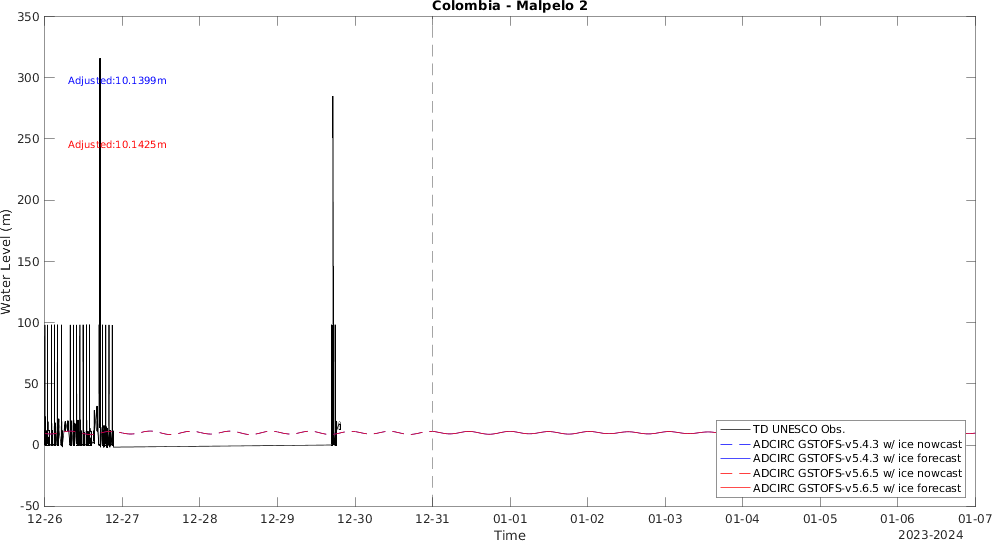 Colombia - Malpelo 2
350
300
250
200
150
100
50
0
-50
Water Level (m)
Adjusted:10.1399m
Adjusted:10.1425m
TD UNESCO Obs.
ADCIRC GSTOFS-v5.4.3 w/ ice nowcast
ADCIRC GSTOFS-v5.4.3 w/ ice forecast
ADCIRC GSTOFS-v5.6.5 w/ ice nowcast
ADCIRC GSTOFS-v5.6.5 w/ ice forecast
12-26 12-27 12-28 12-29 12-30 12-31 01-01 01-02 01-03 01-04 01-05 01-06 01-07
Time
2023-2024